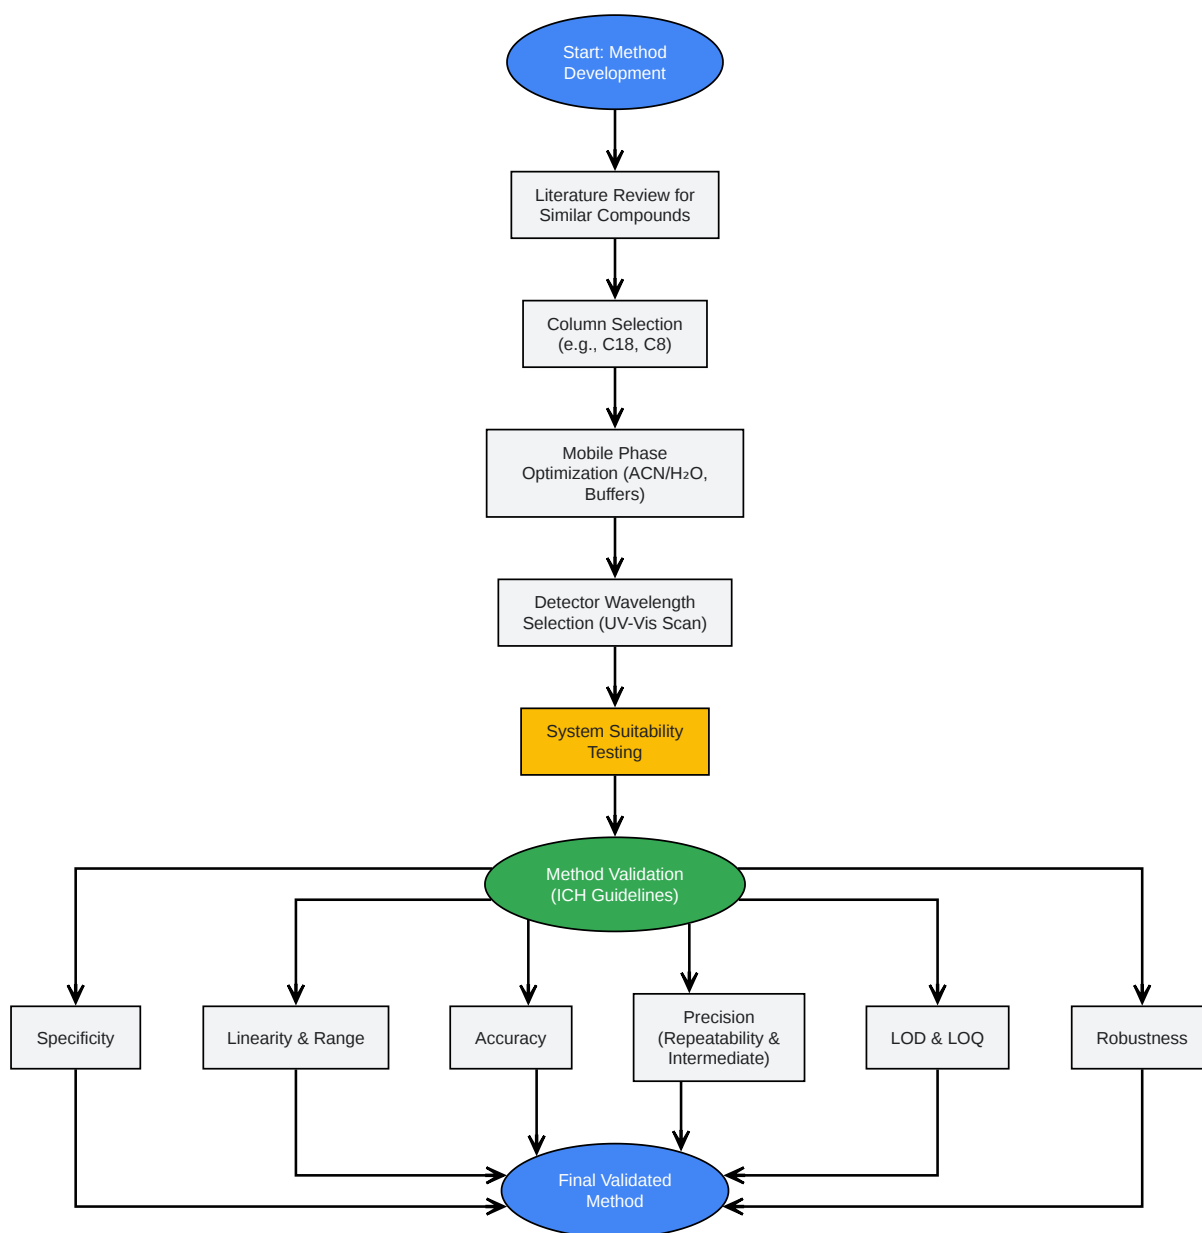 Start: Method
Development
Literature Review for
Similar Compounds
Column Selection
(e.g., C18, C8)
Mobile Phase
Optimization (ACN/H₂O,
Buffers)
Detector Wavelength
Selection (UV-Vis Scan)
System Suitability
Testing
Method Validation
(ICH Guidelines)
Specificity
Linearity & Range
Accuracy
Precision
(Repeatability &
Intermediate)
LOD & LOQ
Robustness
Final Validated
Method